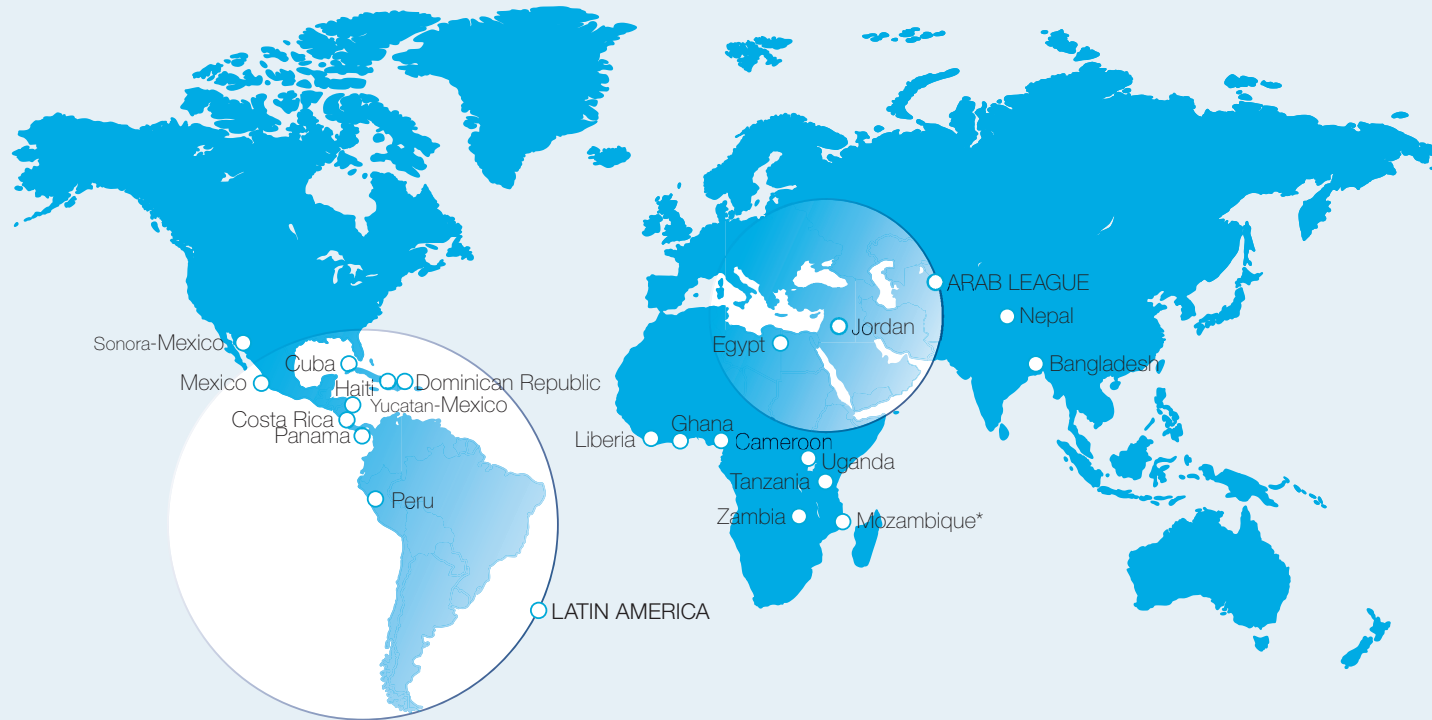 ARAB LEAGUE
Nepal
Jordan
Egypt
Sonora-Mexico
Bangladesh
Cuba
Mexico
Haiti
Dominican Republic
Yucatan-Mexico
Costa Rica
Panama
Ghana
Liberia
Cameroon
Uganda
Tanzania
Peru
Zambia
Mozambique*
LATIN AMERICA